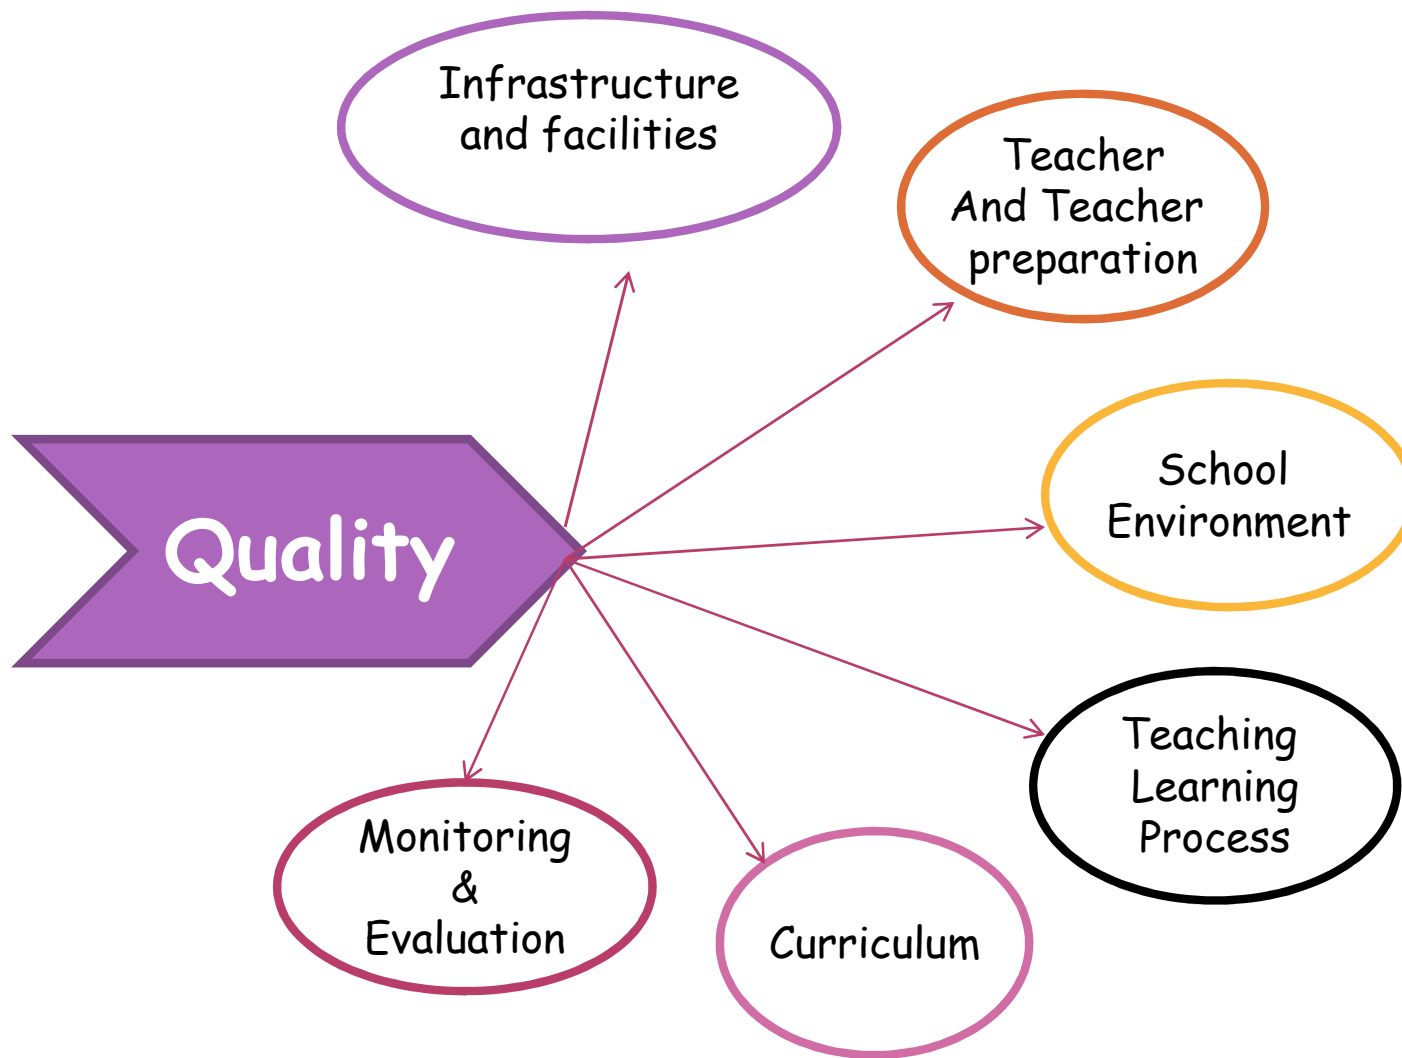 Infrastructure
and facilities
Teacher
And Teacher
preparation
School
Environment
Quality
Teaching
Learning
Process
Monitoring
&
Evaluation
Curriculum